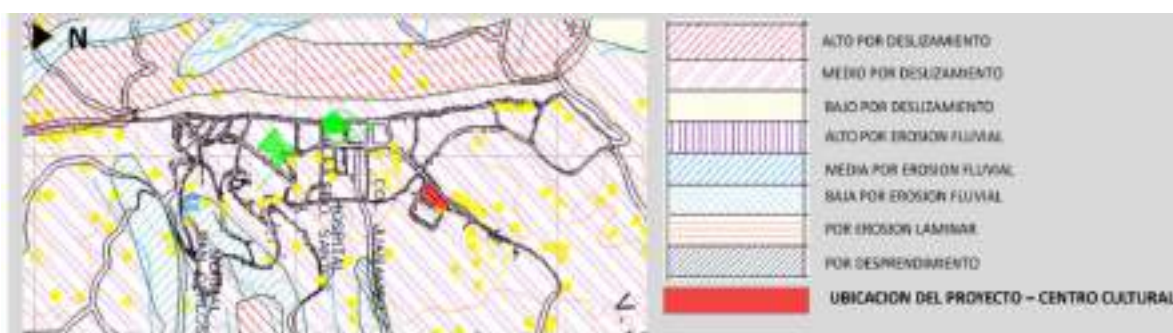 N
HOSPITAL
ALTO POR DESLIZAMIENTO
MEDIO POR DESLIZAMIENTO
BAJO POR DESLIZAMIENTO
ALTO POR EROSION FLUVIAL
MEDIA POR EROSION FLUVIAL
BAJA POR EROSION FLUVIAL
POR EROSION LAMINAR
POR DESPRENDIMIENTO
UBICACION DEL PROYECTO – CENTRO CULTURAL